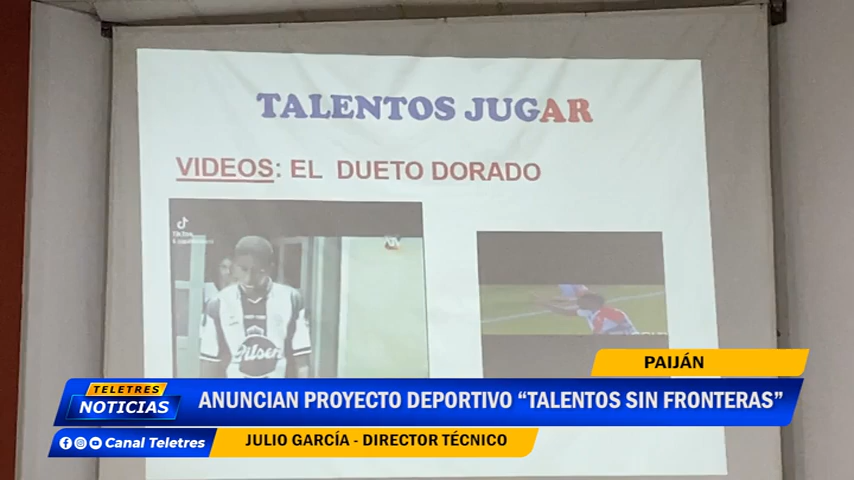 TALENTOS JUGAR
VIDEOS: EL DUETO DORADO
TikTok
Pilsen
PAIJÁN
TELETRES
NOTICIAS
ANUNCIAN PROYECTO DEPORTIVO “TALENTOS SIN FRONTERAS”
Canal Teletres
JULIO GARCÍA - DIRECTOR TÉCNICO